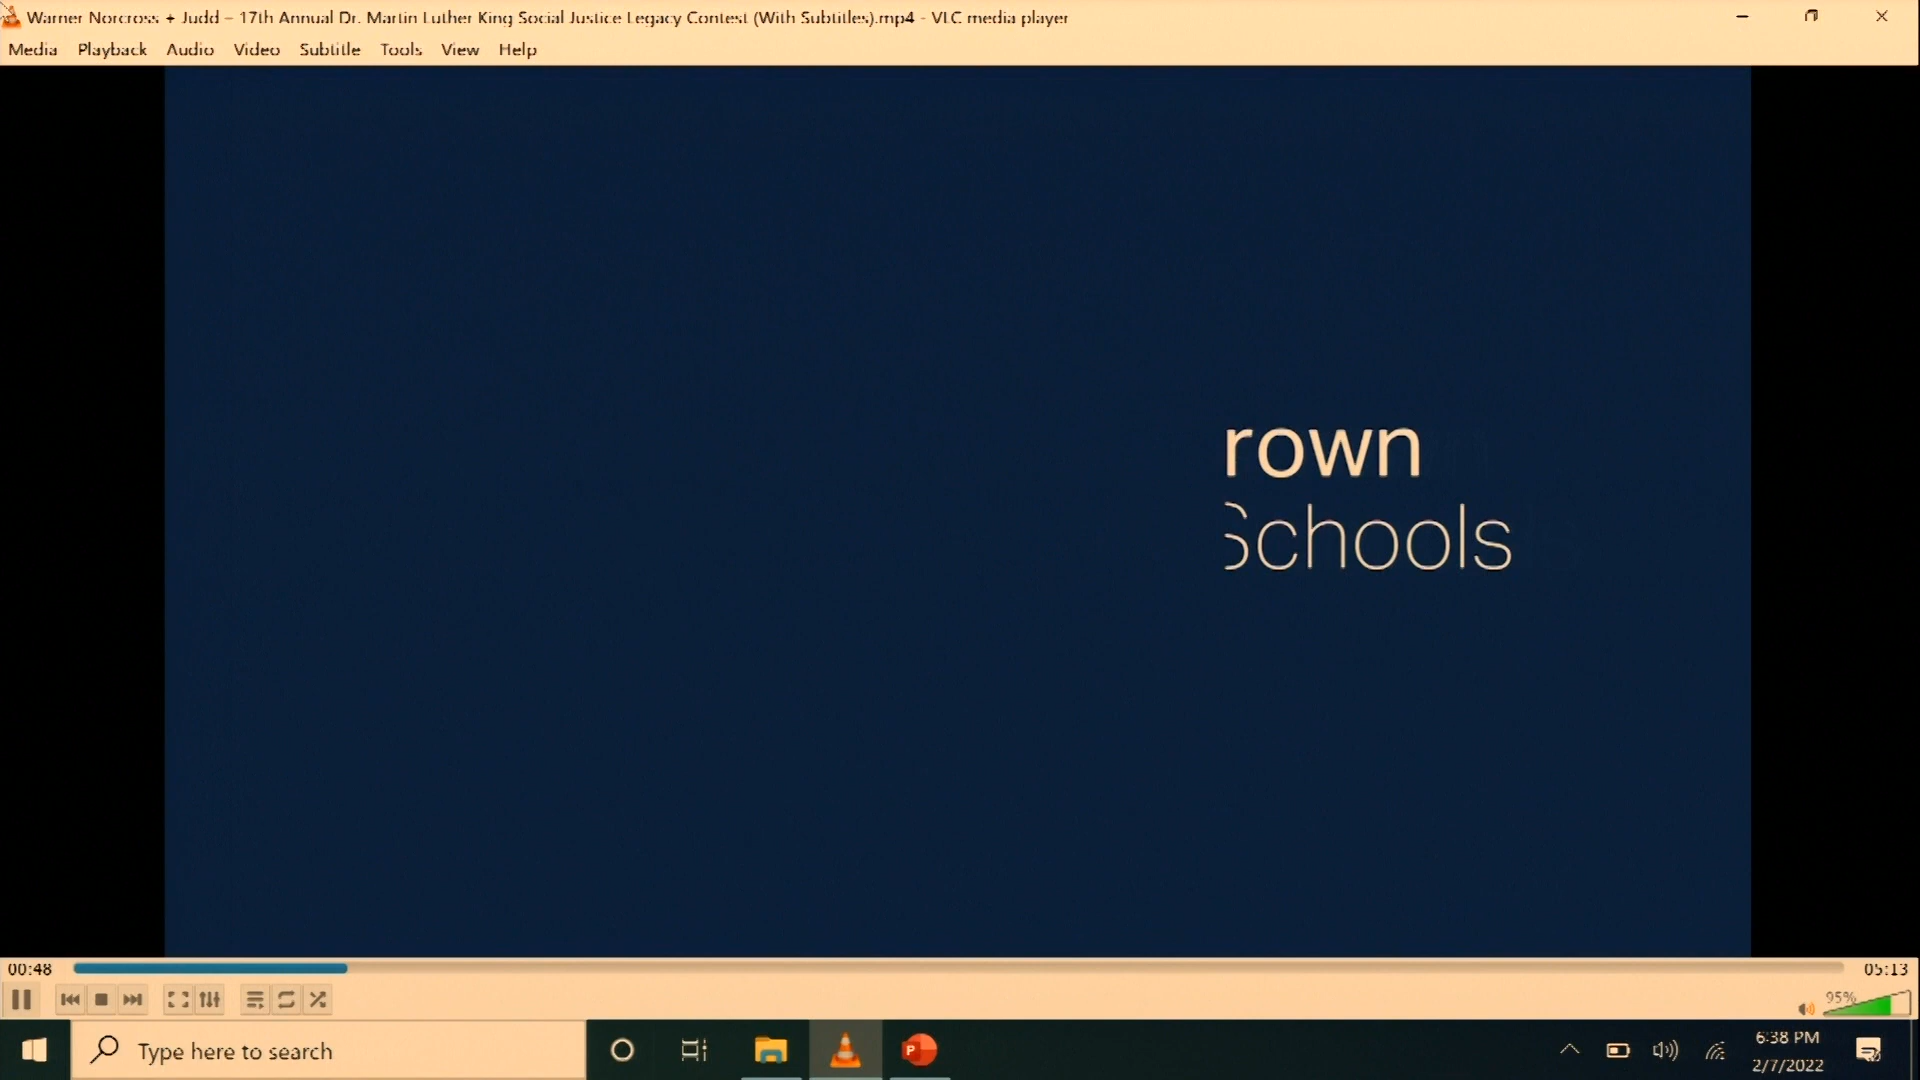 Warner Norcross + Judd – 17th Annual Dr. Martin Luther King Social Justice Legacy Contest (With Subtitles).mp4 - VLC media player
Media Playback Audio Video Subtitle Tools View Help
rown
Schools
00:48
05:13
95%
Type here to search
6:38 PM
2/7/2022